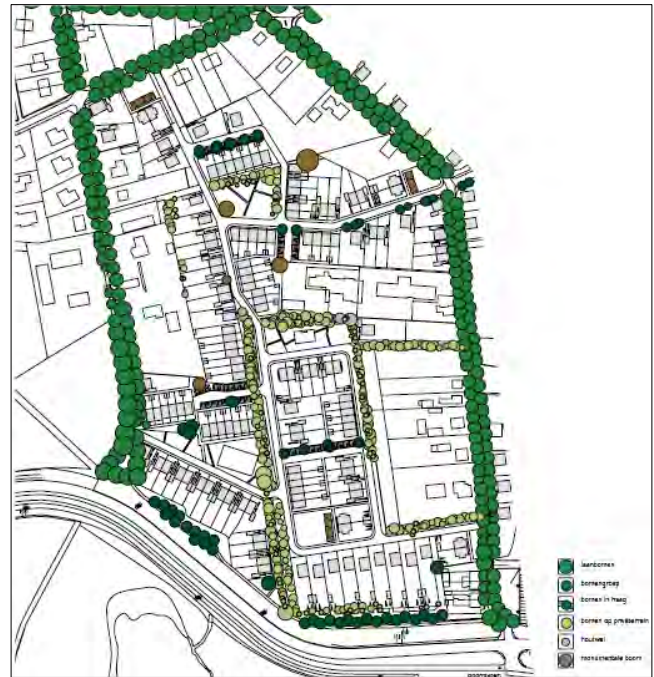 laanbomen
bomengroep
bomen in haag
bomen op privéterrein
houtwal
monumentale boom